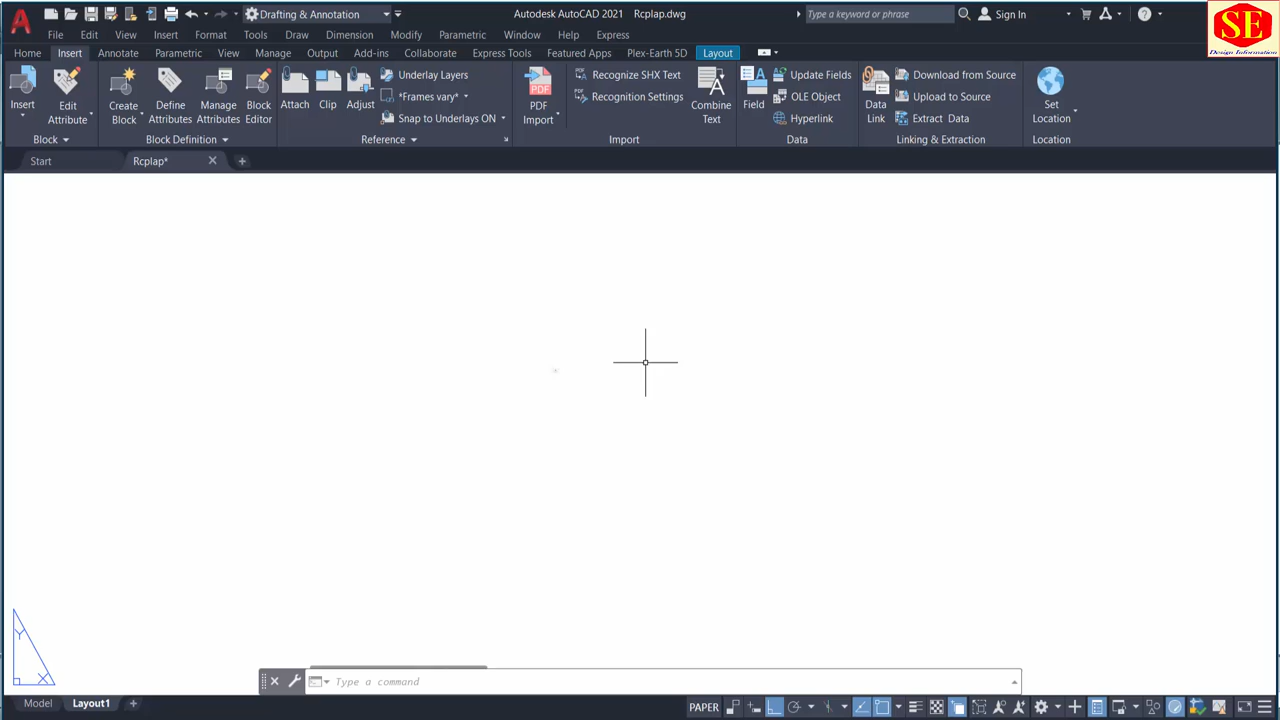 Drafting & Annotation
Autodesk AutoCAD 2021 Rcplap.dwg
Type a keyword or phrase
Sign In
SE
Design Information
File Edit View Insert Format Tools Draw Dimension Modify Parametric Window Help Express
Home Insert Annotate Parametric View Manage Output Add-ins Collaborate Express Tools Featured Apps Plex-Earth 5D Layout
Insert
Edit
Attribute
Create
Block
Define
Attributes
Manage
Attributes
Block
Editor
Attach
Clip
Adjust
Underlay Layers
*Frames vary*
Snap to Underlays ON
PDF
PDF
Import
Recognize SHX Text
Recognition Settings
Combine
Text
Field
Update Fields
OLE Object
Hyperlink
Data
Link
Download from Source
Upload to Source
Extract Data
Set
Location
Block Block Definition Reference Import Data Linking & Extraction Location
Start Rcplap*
Y
X
Type a command
Model Layout1
PAPER